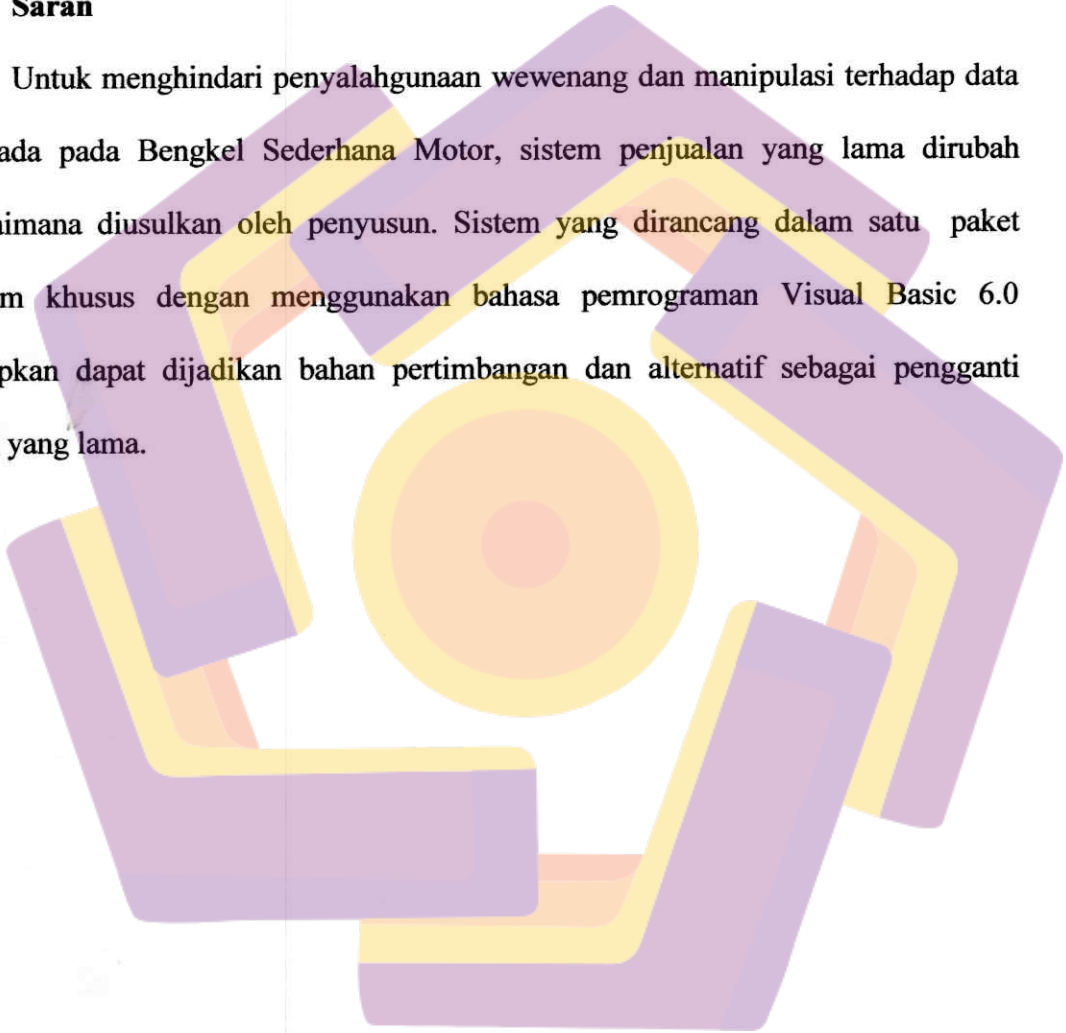 Saran
Untuk menghindari penyalahgunaan wewenang dan manipulasi terhadap data
ada pada Bengkel Sederhana Motor, sistem penjualan yang lama dirubah
aimana diusulkan oleh penyusun. Sistem yang dirancang dalam satu paket
m khusus dengan menggunakan bahasa pemrograman Visual Basic 6.0
pkan dapat dijadikan bahan pertimbangan dan alternatif sebagai pengganti
yang lama.